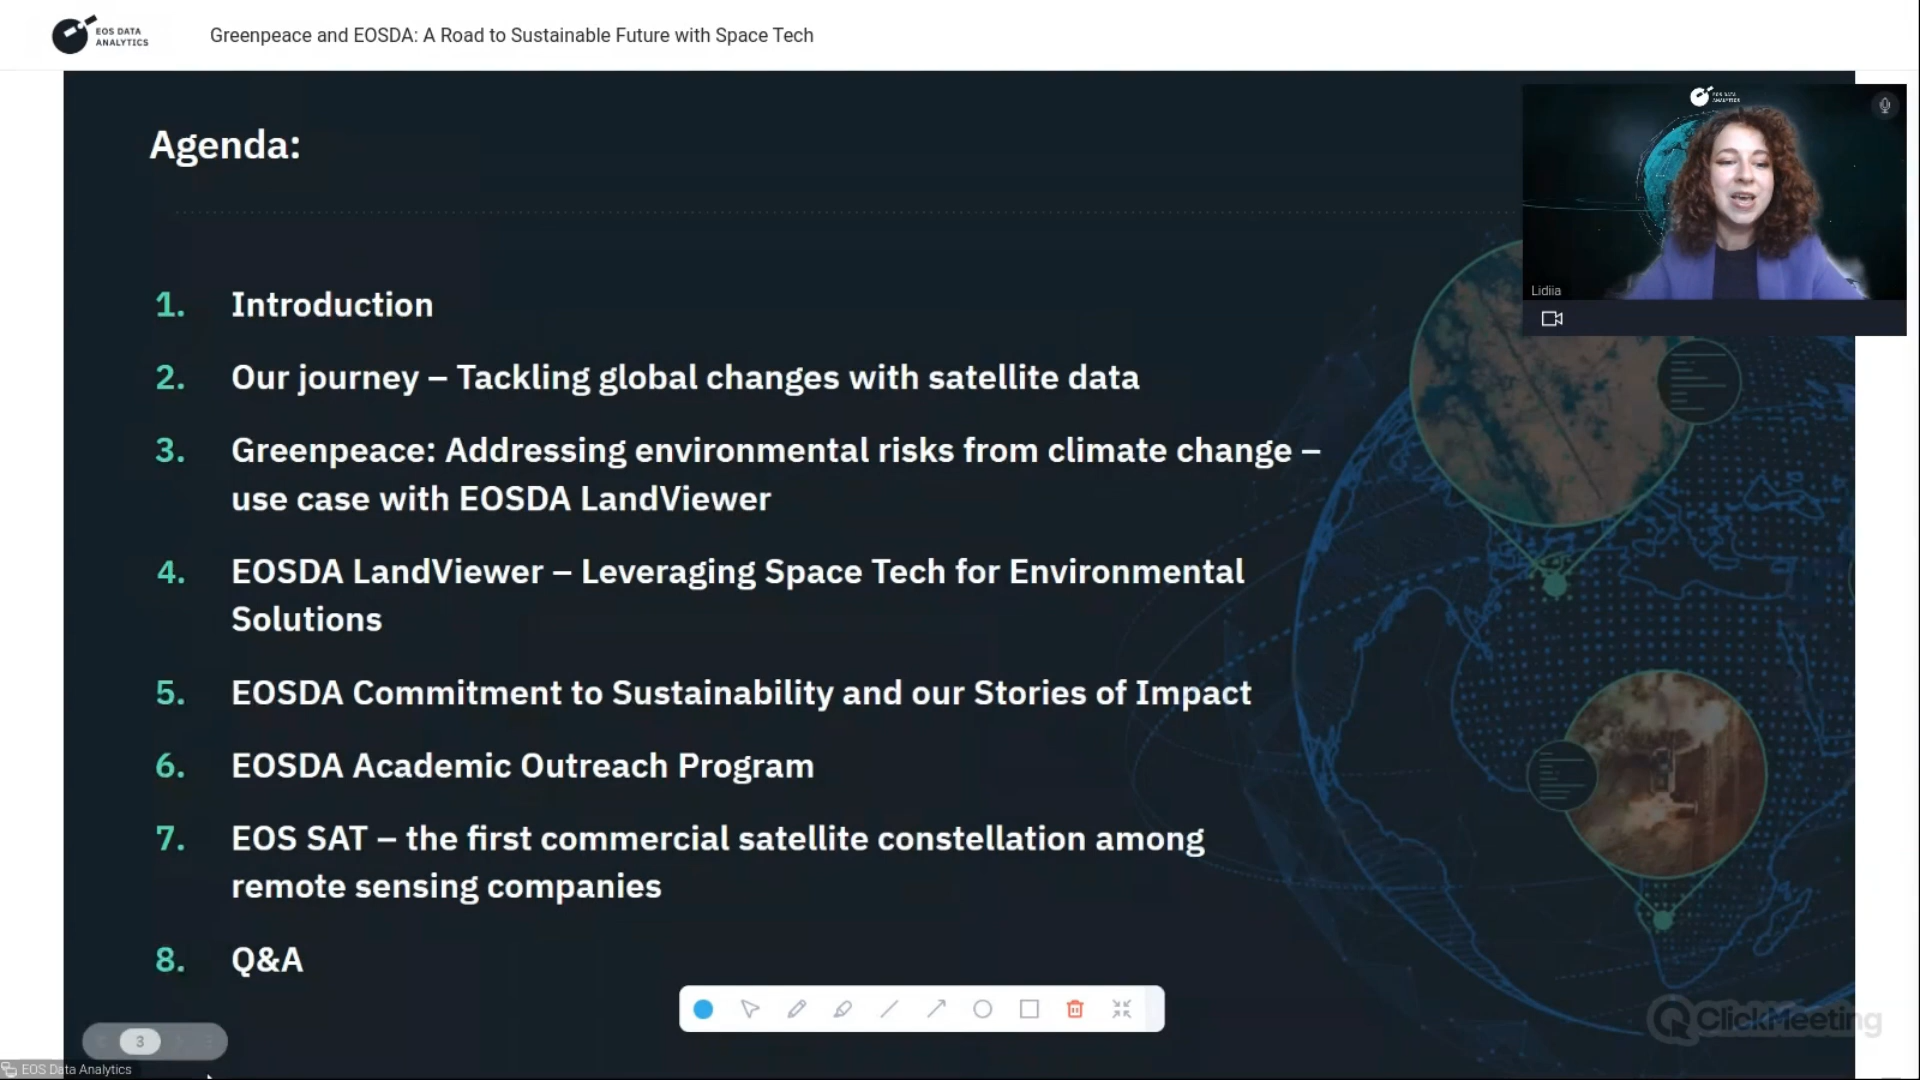 EOS DATA
ANALYTICS
Greenpeace and EOSDA: A Road to Sustainable Future with Space Tech
Agenda:
EOS DATA
ANALYTICS
Lidiia
1. Introduction
2. Our journey – Tackling global changes with satellite data
3. Greenpeace: Addressing environmental risks from climate change –
use case with EOSDA LandViewer
4. EOSDA LandViewer – Leveraging Space Tech for Environmental
Solutions
5. EOSDA Commitment to Sustainability and our Stories of Impact
6. EOSDA Academic Outreach Program
7. EOS SAT – the first commercial satellite constellation among
remote sensing companies
8. Q&A
ClickMeeting
3
EOS Data Analytics